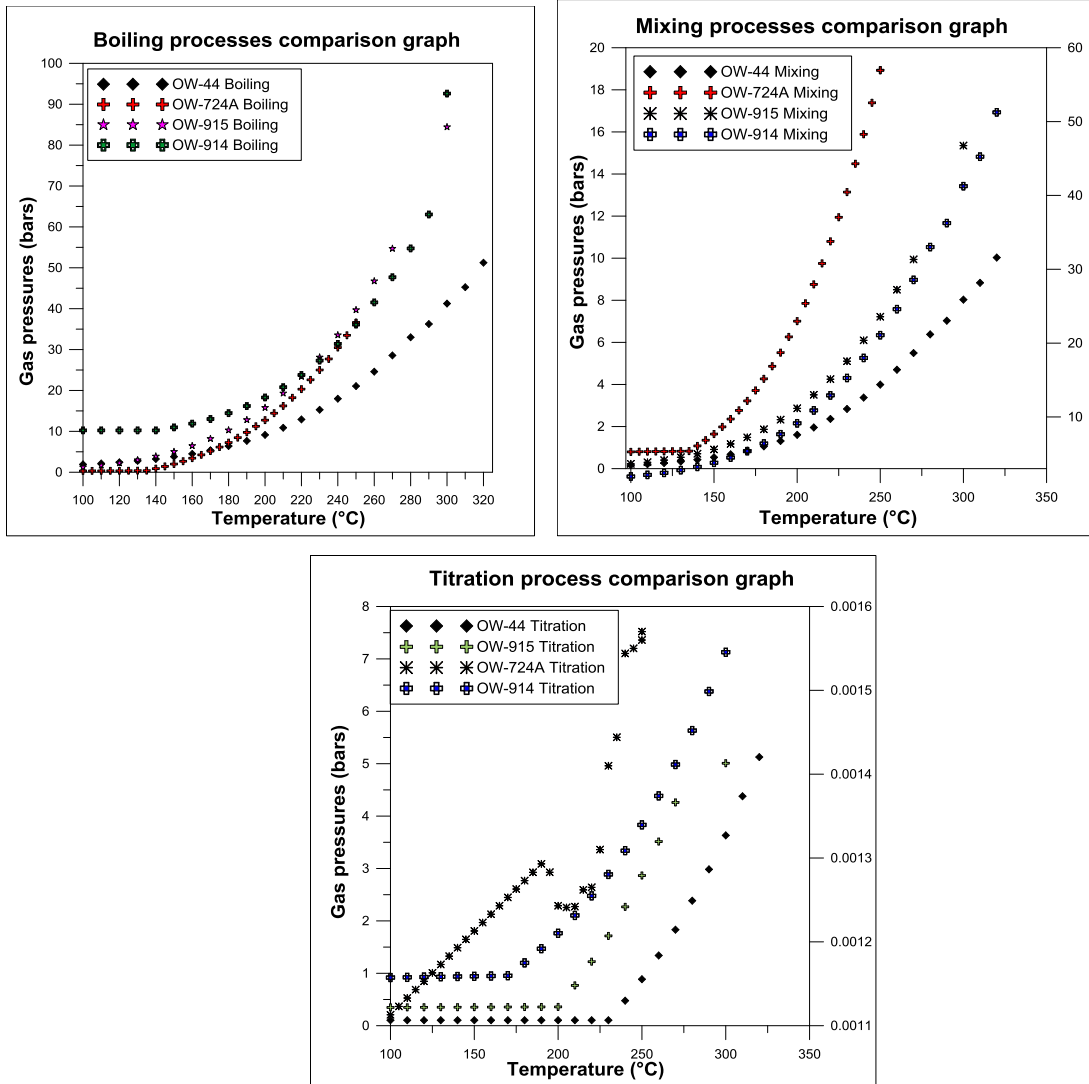 Boiling processes comparison graph
100
90
80
70
60
50
40
30
20
10
0
Gas pressures (bars)
OW-44 Boiling
OW-724A Boiling
OW-915 Boiling
OW-914 Boiling
100 120 140 160 180 200 220 240 260 280 300 320
Temperature (°C)
Mixing processes comparison graph
20
18
16
14
12
10
8
6
4
2
0
Gas pressures (bars)
OW-44 Mixing
OW-724A Mixing
OW-915 Mixing
OW-914 Mixing
60
50
40
30
20
10
100 150 200 250 300 350
Temperature (°C)
Titration process comparison graph
8
7
6
5
4
3
2
1
0
Gas pressures (bars)
OW-44 Titration
OW-915 Titration
OW-724A Titration
OW-914 Titration
0.0016
0.0015
0.0014
0.0013
0.0012
0.0011
100 150 200 250 300 350
Temperature (°C)